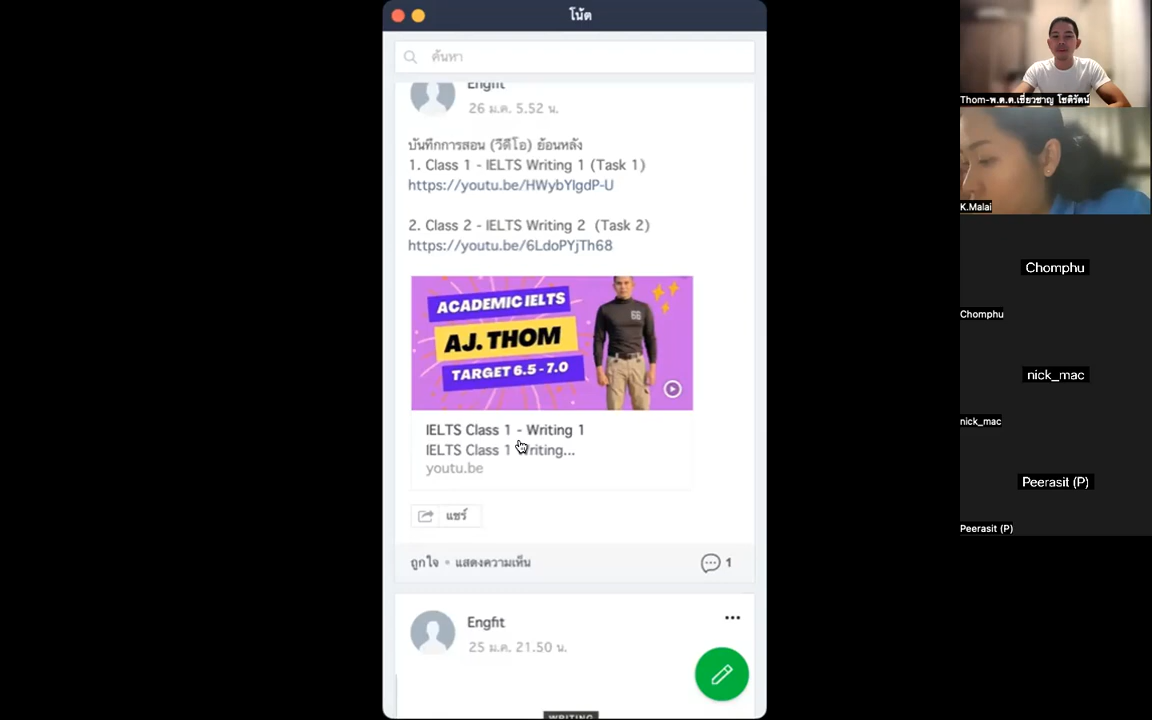 โน้ต
ค้นหา
Engfit
26 ม.ค. 5.52 น.
บันทึกการสอน (วีดีโอ) ย้อนหลัง
1. Class 1 - IELTS Writing 1 (Task 1)
https://youtu.be/HWybYlgdP-U
2. Class 2 - IELTS Writing 2 (Task 2)
https://youtu.be/6LdoPYjTh68
ACADEMIC IELTS
AJ. THOM
TARGET 6.5 - 7.0
66
IELTS Class 1 - Writing 1
IELTS Class 1 Writing...
youtu.be
แชร์
ถูกใจ • แสดงความเห็น
1
Engfit
25 ม.ค. 21.50 น.
WRITING
Thom-พ.ต.ต.เชี่ยวชาญ โชติรัตน์
K.Malai
Chomphu
Chomphu
nick_mac
nick_mac
Peerasit (P)
Peerasit (P)